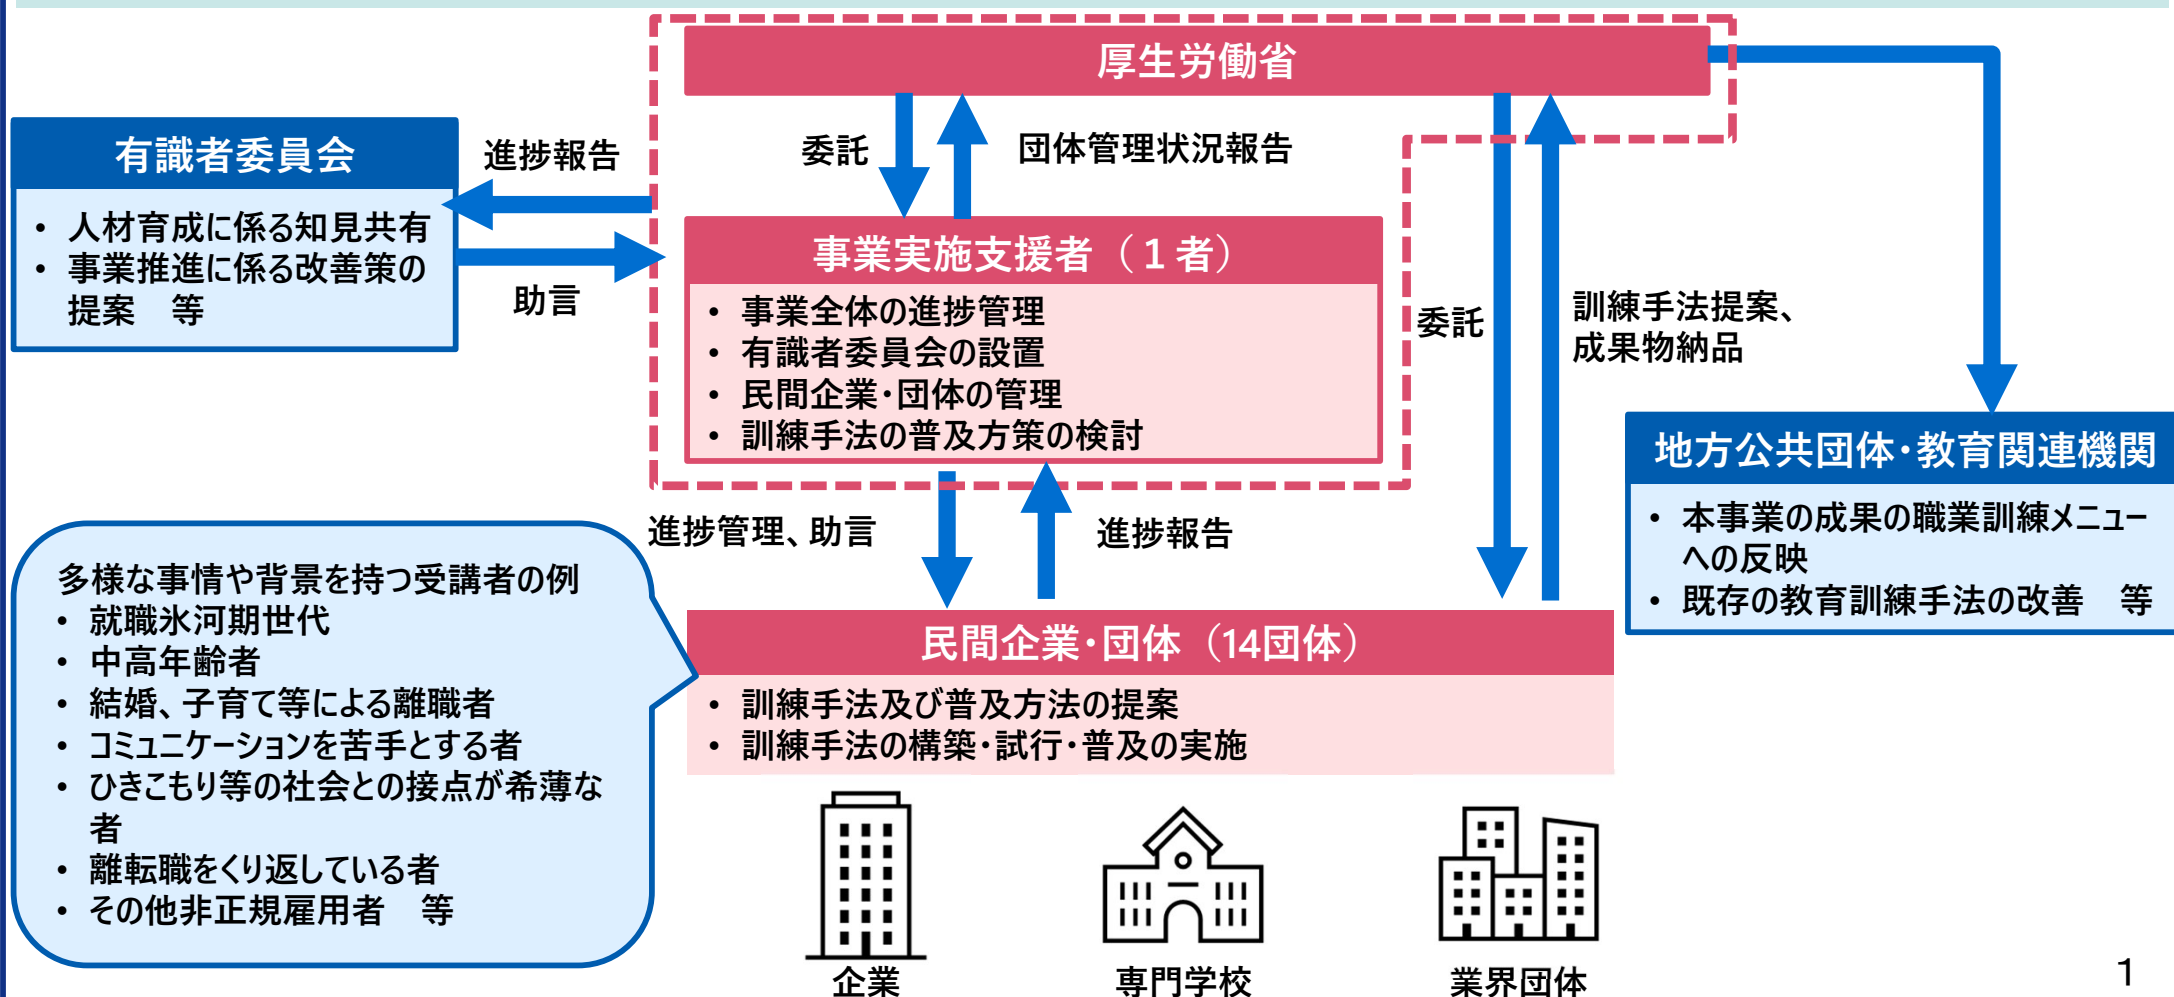 厚生労働省
有識者委員会
・ 人材育成に係る知見共有
・ 事業推進に係る改善策の
提案　等
進捗報告
助言
委託
団体管理状況報告
事業実施支援者（１者）
・ 事業全体の進捗管理
・ 有識者委員会の設置
・ 民間企業・団体の管理
・ 訓練手法の普及方策の検討
委託
訓練手法提案、
成果物納品
地方公共団体・教育関連機関
・ 本事業の成果の職業訓練メニュー
への反映
・ 既存の教育訓練手法の改善　等
進捗管理、助言
進捗報告
多様な事情や背景を持つ受講者の例
・ 就職氷河期世代
・ 中高年齢者
・ 結婚、子育て等による離職者
・ コミュニケーションを苦手とする者
・ ひきこもり等の社会との接点が希薄な
者
・ 離転職をくり返している者
・ その他非正規雇用者　等
民間企業・団体（14団体）
・ 訓練手法及び普及方法の提案
・ 訓練手法の構築・試行・普及の実施
企業
専門学校
業界団体
1